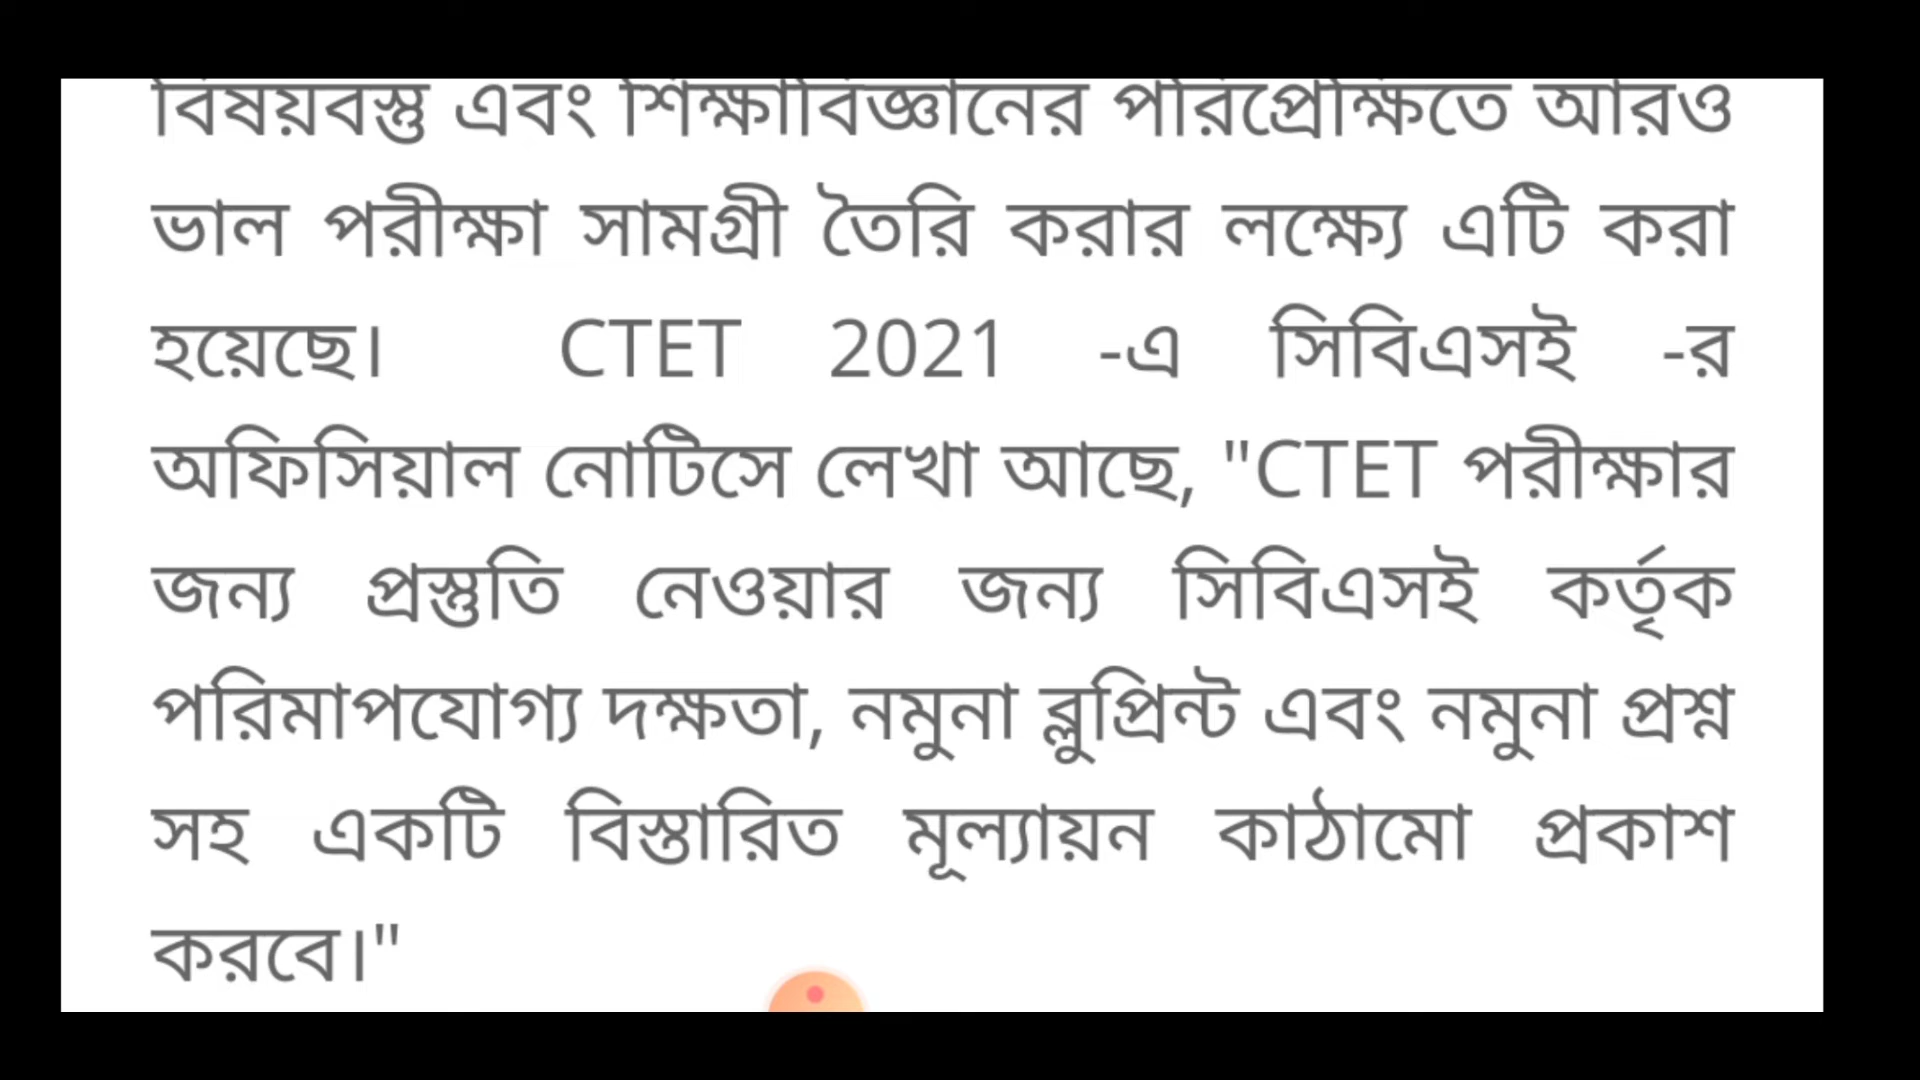 বিষয়বস্তু এবং শিক্ষাবিজ্ঞানের পরিপ্রেক্ষিতে আরও
ভাল পরীক্ষা সামগ্রী তৈরি করার লক্ষ্যে এটি করা
হয়েছে। CTET 2021 -এ সিবিএসই -র
অফিসিয়াল নোটিসে লেখা আছে, "CTET পরীক্ষার
জন্য প্রস্তুতি নেওয়ার জন্য সিবিএসই কর্তৃক
পরিমাপযোগ্য দক্ষতা, নমুনা ব্লুপ্রিন্ট এবং নমুনা প্রশ্ন
সহ একটি বিস্তারিত মূল্যায়ন কাঠামো প্রকাশ
করবে।"